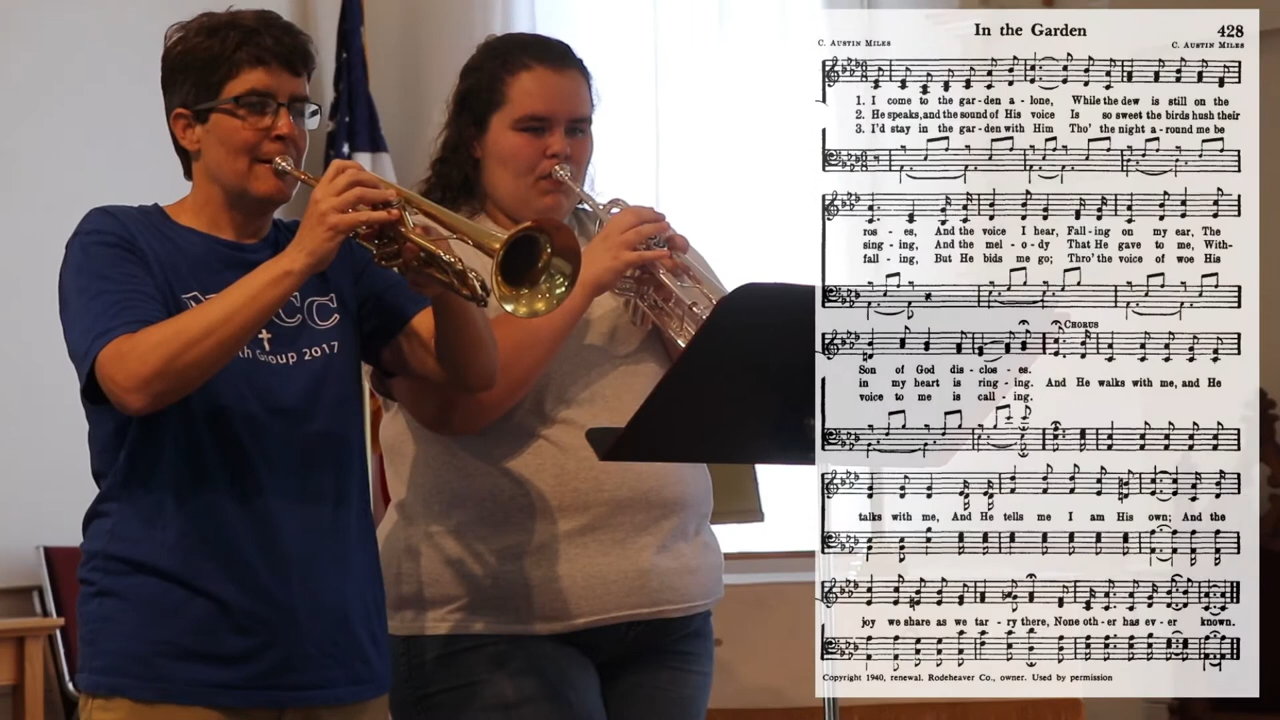 In the Garden 428
C. Austin Miles C. Austin Miles
1. I come to the gar-den a - lone, While the dew is still on the
2. He speaks, and the sound of His voice Is so sweet the birds hush their
3. I'd stay in the gar-den with Him Tho' the night a-round me be
ros - es, And the voice I hear, Fall-ing on my ear, The
sing - ing, And the mel - o - dy That He gave to me, With-
fall - ing, But He bids me go; Thro' the voice of woe His
CHORUS
Son of God dis - clos - es.
in my heart is ring - ing. And He walks with me, and He
voice to me is call - ing.
talks with me, And He tells me I am His own; And the
joy we share as we tar - ry there, None oth-er has ev-er known.
Copyright 1940, renewal. Rodeheaver Co., owner. Used by permission
CC
Group 2017